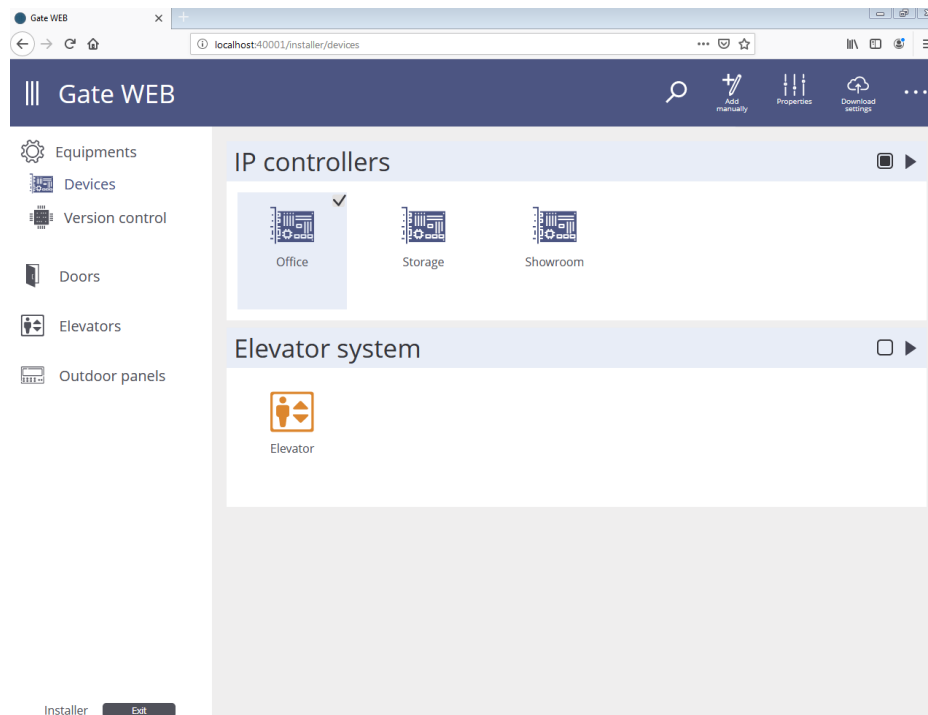 Gate WEB
localhost:40001/installer/devices
Gate WEB
Add
manually
Properties
Download
settings
Equipments
Devices
Version control
Doors
Elevators
Outdoor panels
IP controllers
Office
Storage
Showroom
Elevator system
Elevator
Installer
Exit